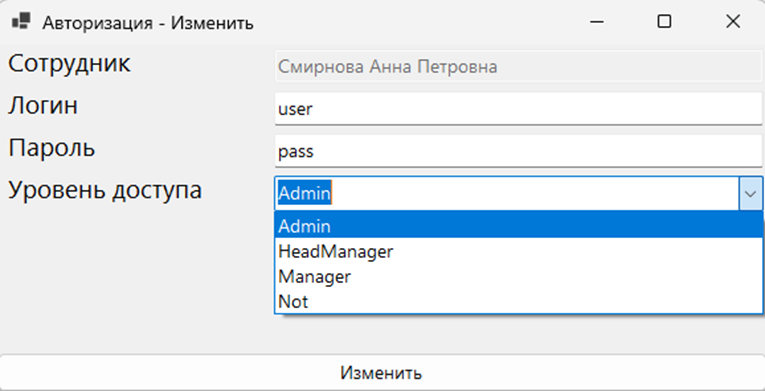 Авторизация - Изменить
Сотрудник Смирнова Анна Петровна
Логин user
Пароль pass
Уровень доступа Admin
Admin
HeadManager
Manager
Not
Изменить